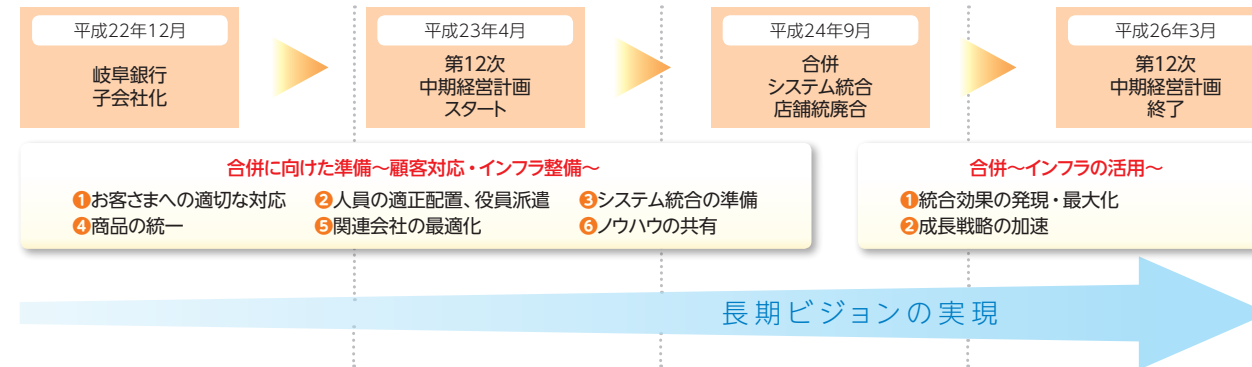 平成22年12月
岐阜銀行
子会社化
平成23年4月
第12次
中期経営計画
スタート
平成24年9月
合併
システム統合
店舗統廃合
平成26年3月
第12次
中期経営計画
終了
合併に向けた準備～顧客対応・インフラ整備～
❶お客さまへの適切な対応 ❷人員の適正配置、役員派遣 ❸システム統合の準備
❹商品の統一 ❺関連会社の最適化 ❻ノウハウの共有
合併～インフラの活用～
❶統合効果の発現・最大化
❷成長戦略の加速
長期ビジョンの実現